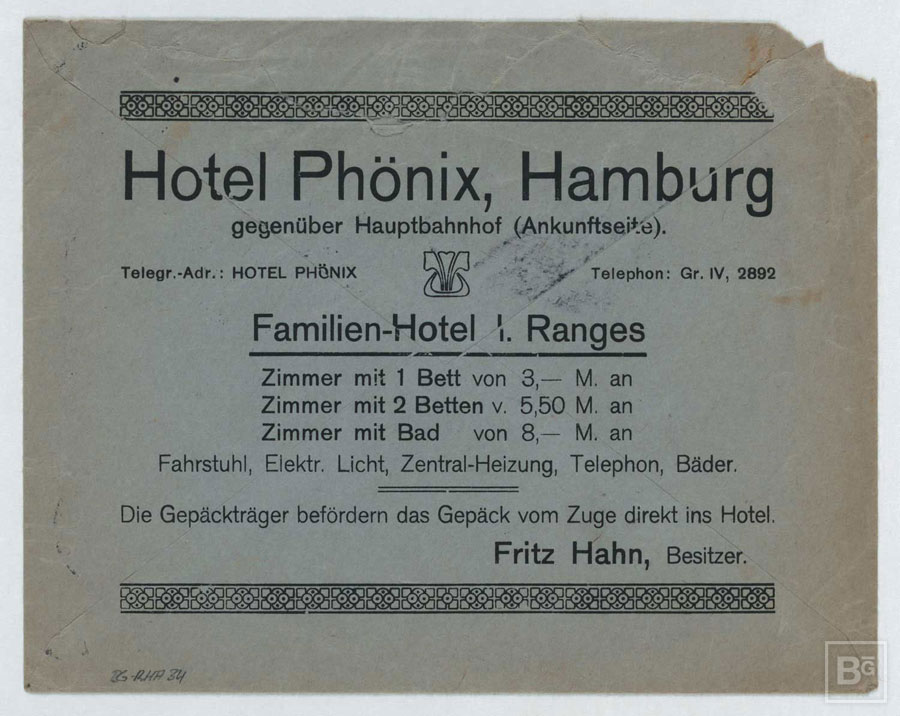 Hotel Phönix, Hamburg
gegenüber Hauptbahnhof (Ankunftseite).
Telegr.-Adr.: HOTEL PHÖNIX Telephon: Gr. IV, 2892
Familien-Hotel I. Ranges
Zimmer mit 1 Bett von 3,— M. an
Zimmer mit 2 Betten v. 5,50 M. an
Zimmer mit Bad von 8,— M. an
Fahrstuhl, Elektr. Licht, Zentral-Heizung, Telephon, Bäder.
Die Gepäckträger befördern das Gepäck vom Zuge direkt ins Hotel.
Fritz Hahn, Besitzer.
BG-RHA 34
BG